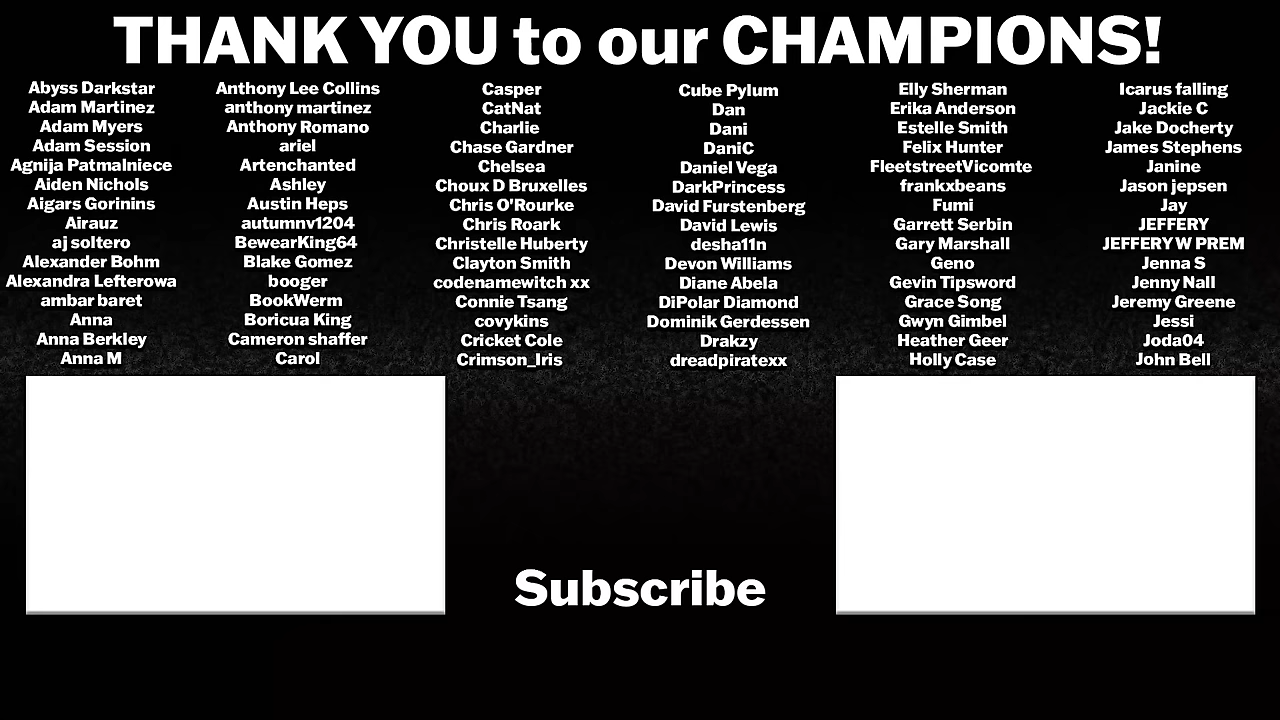 THANK YOU to our CHAMPIONS!
Abyss Darkstar
Adam Martinez
Adam Myers
Adam Session
Agnija Patmalniece
Aiden Nichols
Aigars Gorinins
Airauz
aj soltero
Alexander Bohm
Alexandra Lefterowa
ambar baret
Anna
Anna Berkley
Anna M
Anthony Lee Collins
anthony martinez
Anthony Romano
ariel
Artenchanted
Ashley
Austin Heps
autumnv1204
BewearKing64
Blake Gomez
booger
BookWerm
Boricua King
Cameron shaffer
Carol
Casper
CatNat
Charlie
Chase Gardner
Chelsea
Choux D Bruxelles
Chris O'Rourke
Chris Roark
Christelle Huberty
Clayton Smith
codenamewitch xx
Connie Tsang
covykins
Cricket Cole
Crimson_Iris
Cube Pylum
Dan
Dani
DaniC
Daniel Vega
DarkPrincess
David Furstenberg
David Lewis
desha11n
Devon Williams
Diane Abela
DiPolar Diamond
Dominik Gerdessen
Drakzy
dreadpiratexx
Elly Sherman
Erika Anderson
Estelle Smith
Felix Hunter
FleetstreetVicomte
frankxbeans
Fumi
Garrett Serbin
Gary Marshall
Geno
Gevin Tipsword
Grace Song
Gwyn Gimbel
Heather Geer
Holly Case
Icarus falling
Jackie C
Jake Docherty
James Stephens
Janine
Jason jepsen
Jay
JEFFERY
JEFFERY W PREM
Jenna S
Jenny Nall
Jeremy Greene
Jessi
Joda04
John Bell
Subscribe